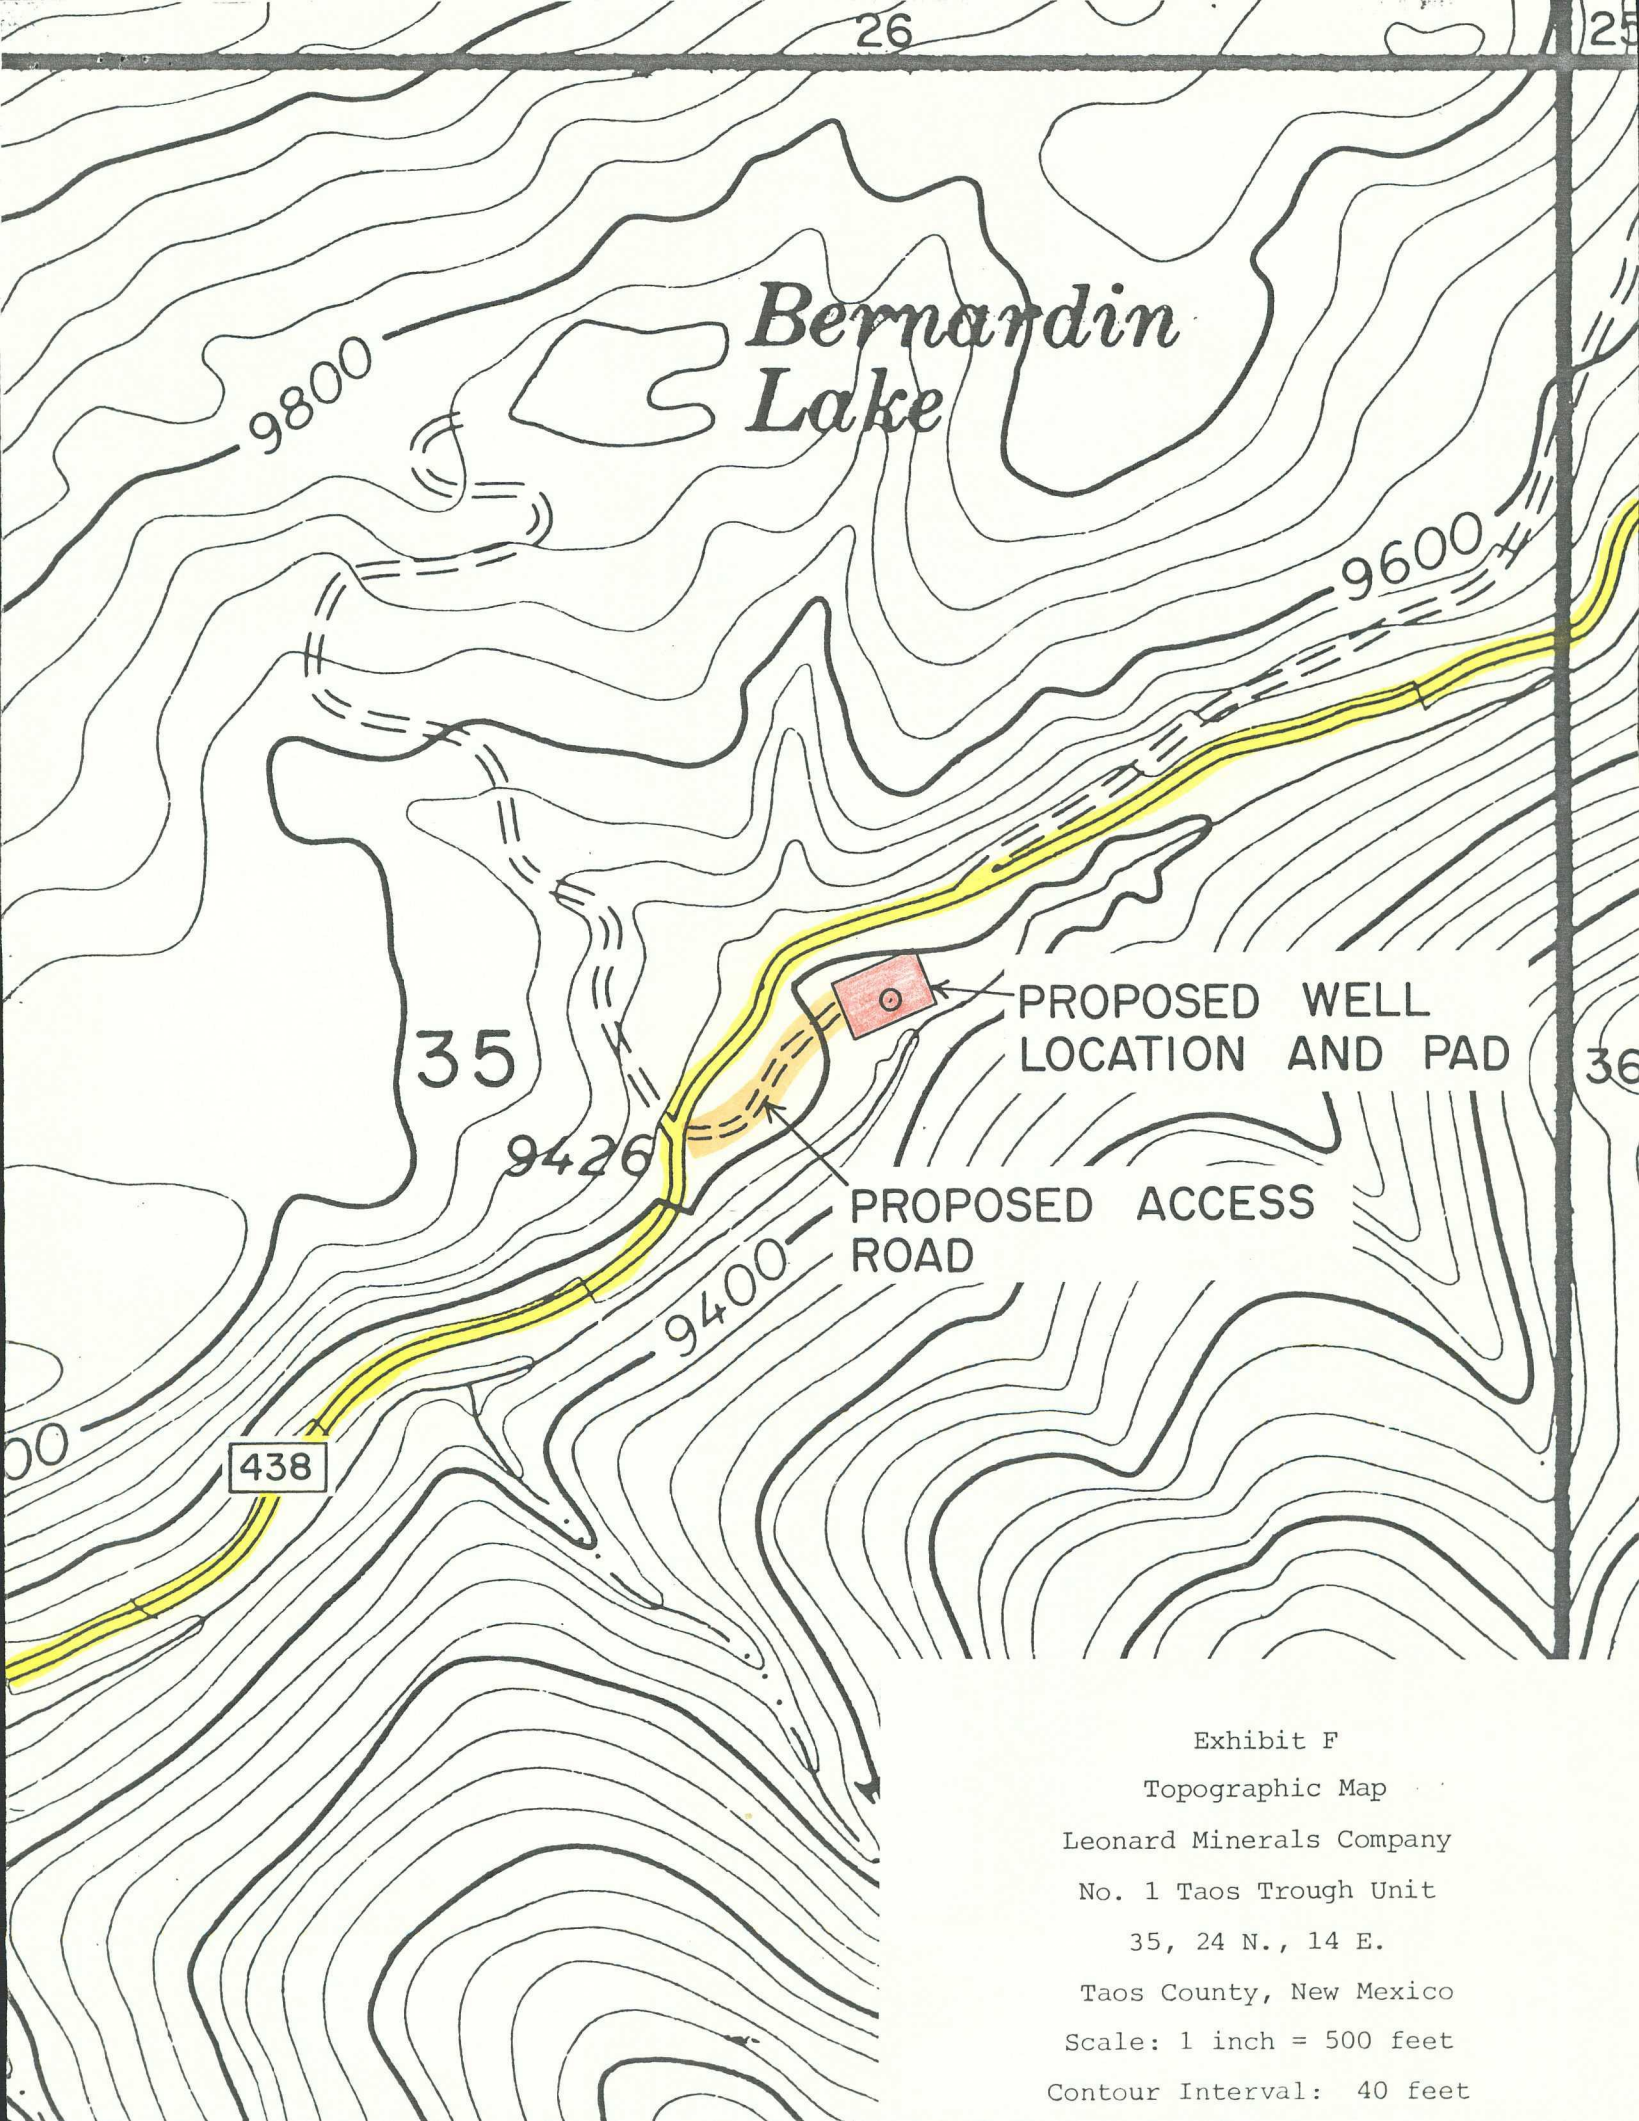 26
25
Bernardin
Lake
9800
9600
PROPOSED WELL
LOCATION AND PAD
35
36
9426
PROPOSED ACCESS
ROAD
9400
00
438
Exhibit F
Topographic Map
Leonard Minerals Company
No. 1 Taos Trough Unit
35, 24 N., 14 E.
Taos County, New Mexico
Scale: 1 inch = 500 feet
Contour Interval: 40 feet